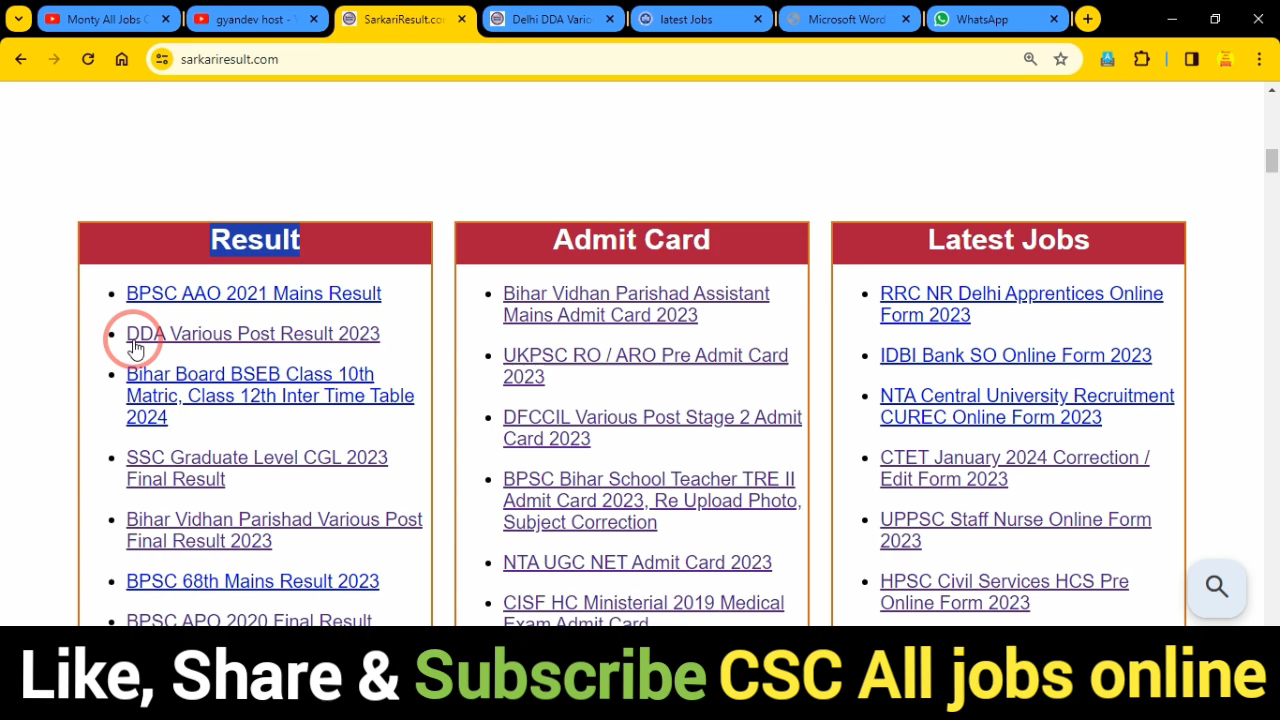 Monty All Jobs C
gyandev host -
SarkariResult.co
Delhi DDA Vario
latest Jobs
Microsoft Word
WhatsApp
sarkariresult.com
Result
BPSC AAO 2021 Mains Result
DDA Various Post Result 2023
Bihar Board BSEB Class 10th
Matric, Class 12th Inter Time Table
2024
SSC Graduate Level CGL 2023
Final Result
Bihar Vidhan Parishad Various Post
Final Result 2023
BPSC 68th Mains Result 2023
BPSC APO 2020 Final Result
Admit Card
Bihar Vidhan Parishad Assistant
Mains Admit Card 2023
UKPSC RO / ARO Pre Admit Card
2023
DFCCIL Various Post Stage 2 Admit
Card 2023
BPSC Bihar School Teacher TRE II
Admit Card 2023, Re Upload Photo,
Subject Correction
NTA UGC NET Admit Card 2023
CISF HC Ministerial 2019 Medical
Exam Admit Card
Latest Jobs
RRC NR Delhi Apprentices Online
Form 2023
IDBI Bank SO Online Form 2023
NTA Central University Recruitment
CUREC Online Form 2023
CTET January 2024 Correction /
Edit Form 2023
UPPSC Staff Nurse Online Form
2023
HPSC Civil Services HCS Pre
Online Form 2023
Like, Share & Subscribe CSC All jobs online